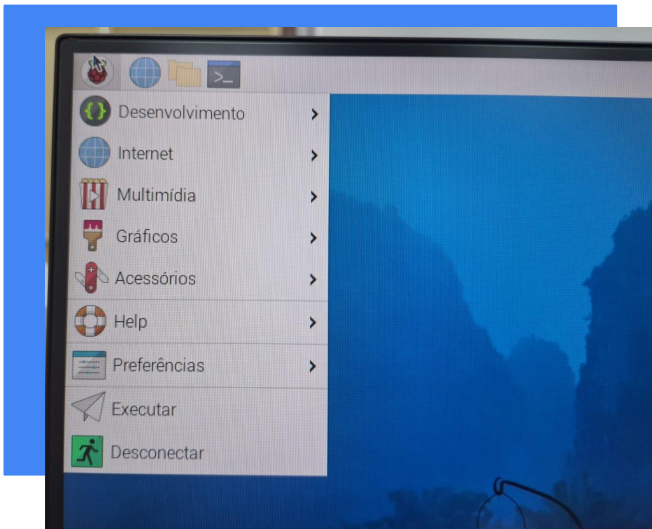 >_
Desenvolvimento
Internet
Multimídia
Gráficos
Acessórios
Help
Preferências
Executar
Desconectar